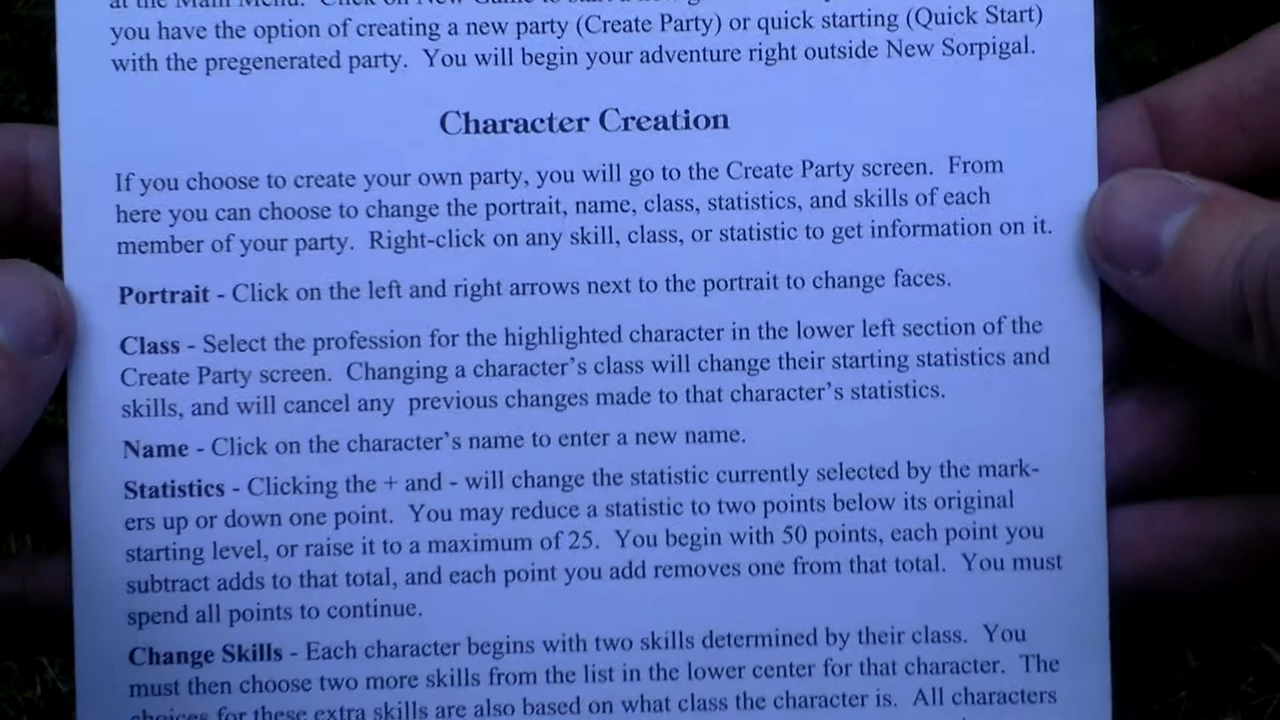 at the Main Menu. Click on New Game to start a new
you have the option of creating a new party (Create Party) or quick starting (Quick Start)
with the pregenerated party. You will begin your adventure right outside New Sorpigal.
Character Creation
If you choose to create your own party, you will go to the Create Party screen. From
here you can choose to change the portrait, name, class, statistics, and skills of each
member of your party. Right-click on any skill, class, or statistic to get information on it.
Portrait - Click on the left and right arrows next to the portrait to change faces.
Class - Select the profession for the highlighted character in the lower left section of the
Create Party screen. Changing a character's class will change their starting statistics and
skills, and will cancel any previous changes made to that character's statistics.
Name - Click on the character's name to enter a new name.
Statistics - Clicking the + and - will change the statistic currently selected by the mark-
ers up or down one point. You may reduce a statistic to two points below its original
starting level, or raise it to a maximum of 25. You begin with 50 points, each point you
subtract adds to that total, and each point you add removes one from that total. You must
spend all points to continue.
Change Skills - Each character begins with two skills determined by their class. You
must then choose two more skills from the list in the lower center for that character. The
choices for these extra skills are also based on what class the character is. All characters